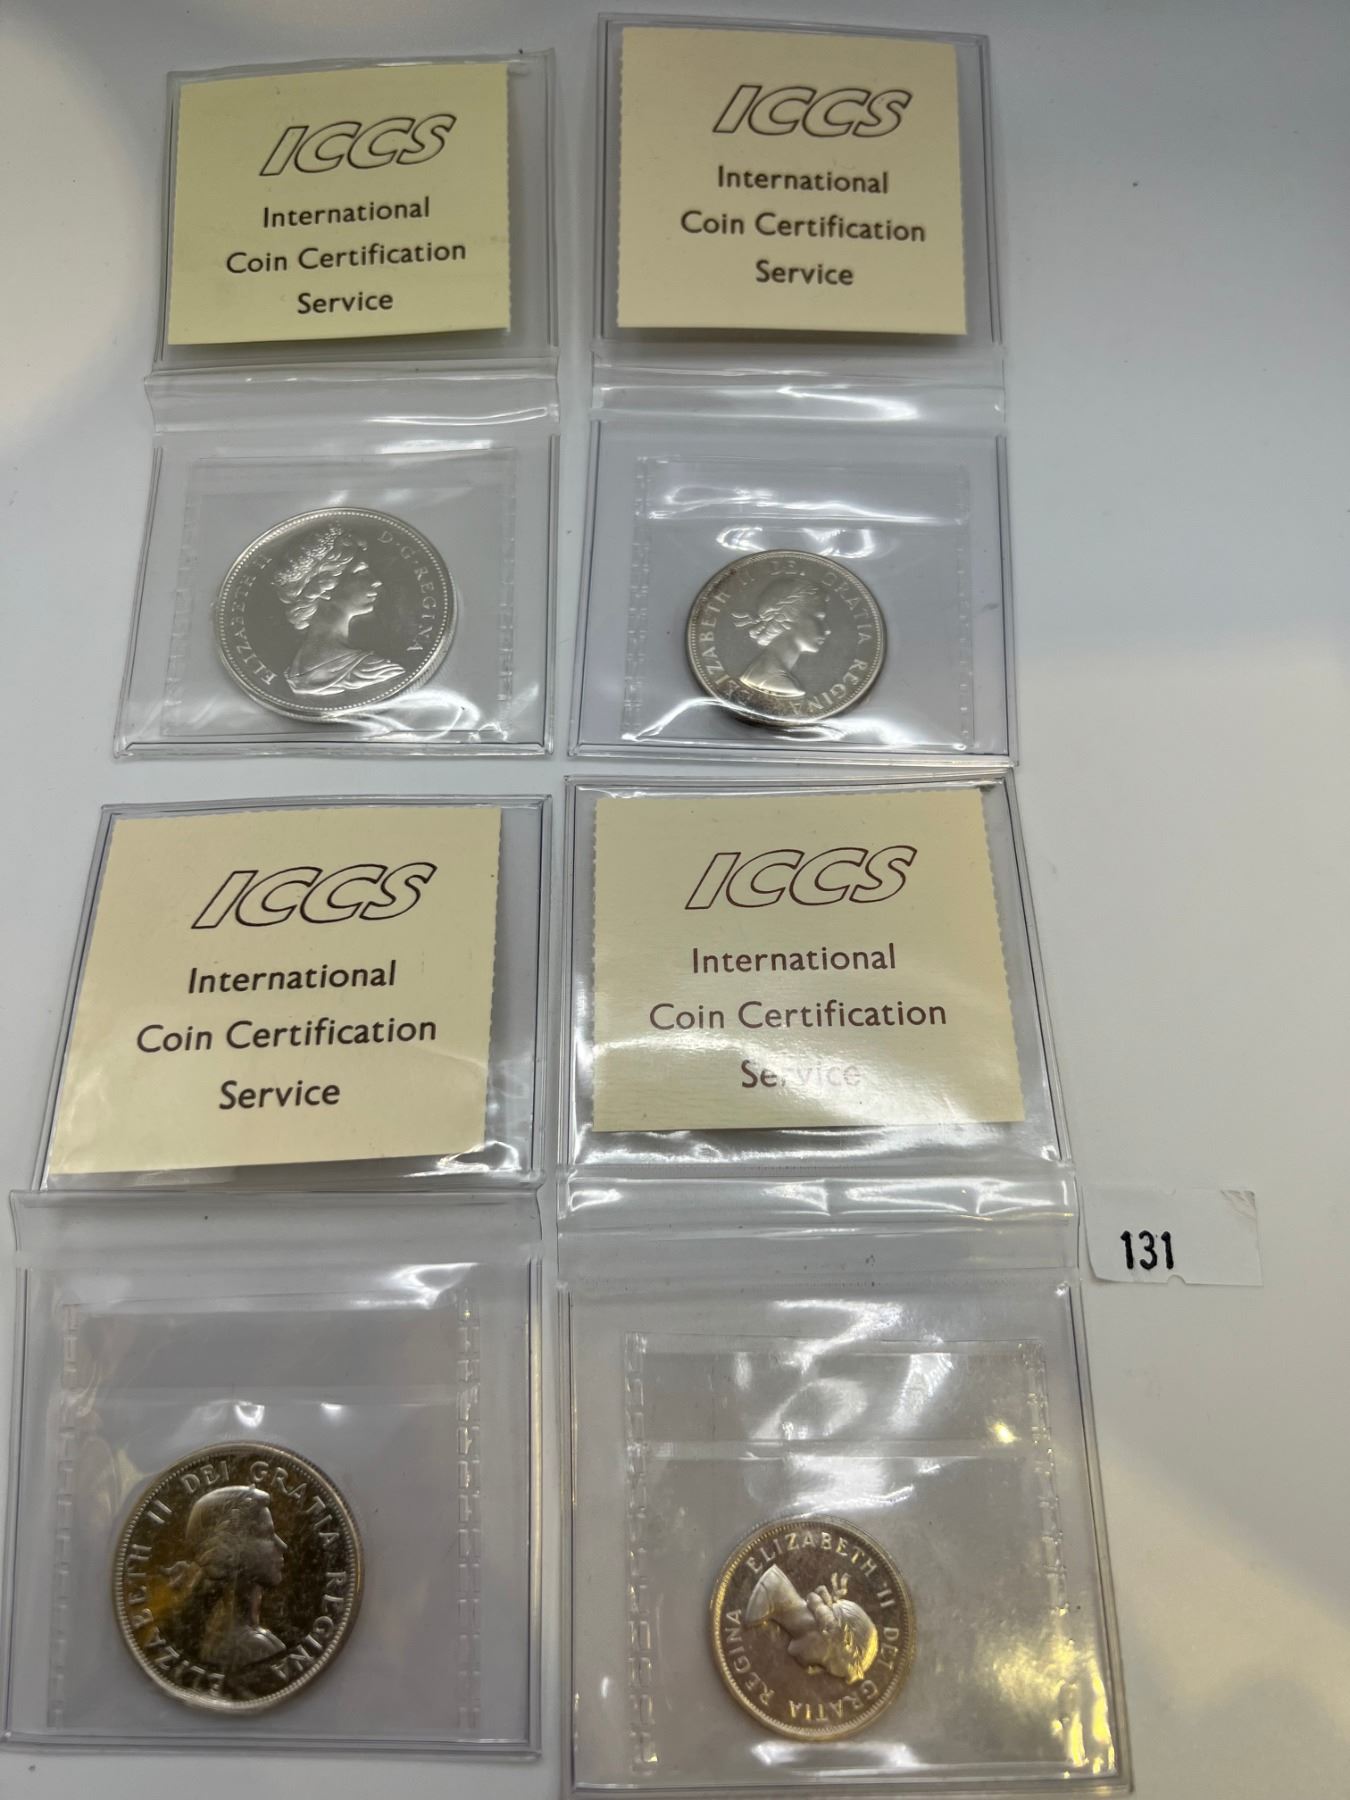 ICCS
International
Coin Certification
Service
ICCS
International
Coin Certification
Service
ELIZABETH II D·G·REGINA
ELIZABETH II DEI GRATIA REGINA
ICCS
International
Coin Certification
Service
ICCS
International
Coin Certification
Service
131
ELIZABETH II DEI GRATIA REGINA
ELIZABETH II DEI GRATIA REGINA